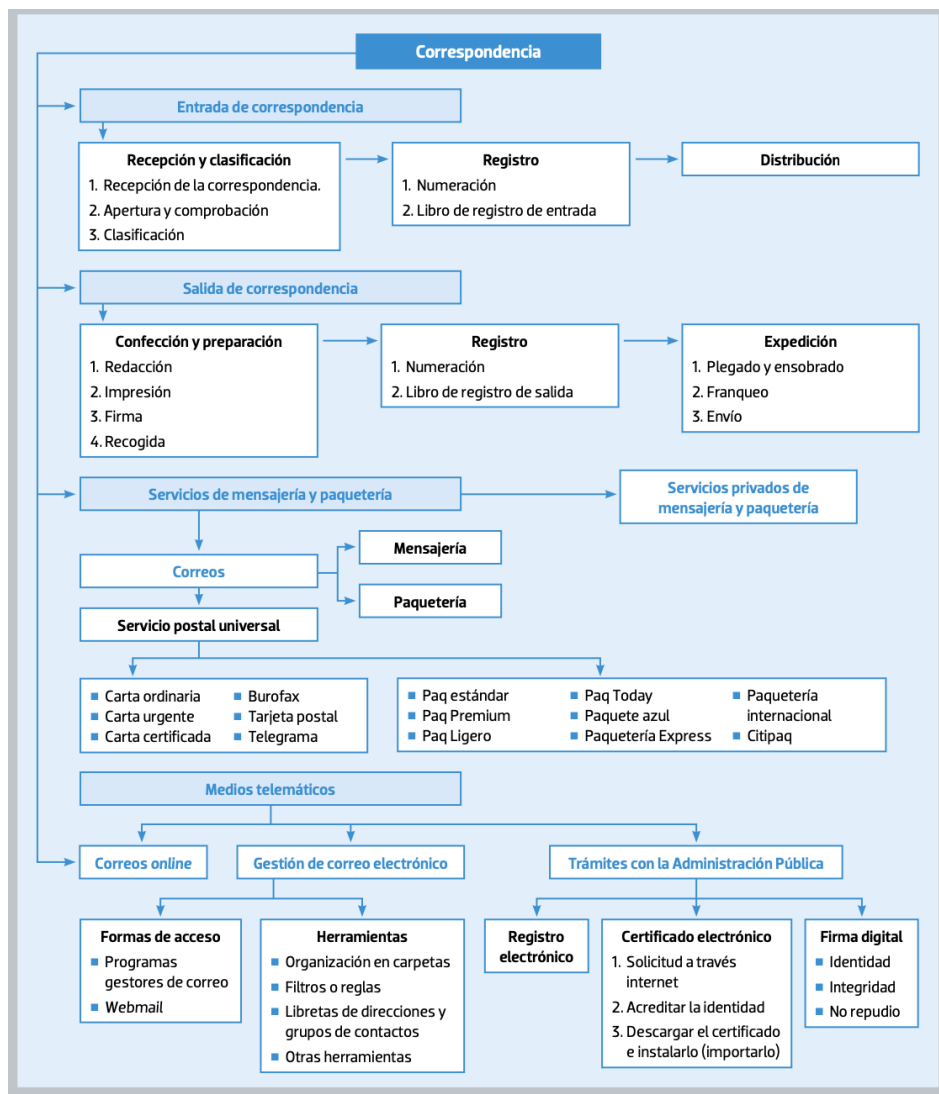 Correspondencia
Entrada de correspondencia
Recepción y clasificación
1. Recepción de la correspondencia.
2. Apertura y comprobación
3. Clasificación
Registro
1. Numeración
2. Libro de registro de entrada
Distribución
Salida de correspondencia
Confección y preparación
1. Redacción
2. Impresión
3. Firma
4. Recogida
Registro
1. Numeración
2. Libro de registro de salida
Expedición
1. Plegado y ensobrado
2. Franqueo
3. Envío
Servicios de mensajería y paquetería
Servicios privados de
mensajería y paquetería
Correos
Mensajería
Paquetería
Servicio postal universal
Carta ordinaria
Carta urgente
Carta certificada
Burofax
Tarjeta postal
Telegrama
Paq estándar
Paq Premium
Paq Ligero
Paq Today
Paquete azul
Paquetería Express
Paquetería
internacional
Citipaq
Medios telemáticos
Correos online
Gestión de correo electrónico
Trámites con la Administración Pública
Formas de acceso
Programas
gestores de correo
Webmail
Herramientas
Organización en carpetas
Filtros o reglas
Libretas de direcciones y
grupos de contactos
Otras herramientas
Registro
electrónico
Certificado electrónico
1. Solicitud a través
internet
2. Acreditar la identidad
3. Descargar el certificado
e instalarlo (importarlo)
Firma digital
Identidad
Integridad
No repudio